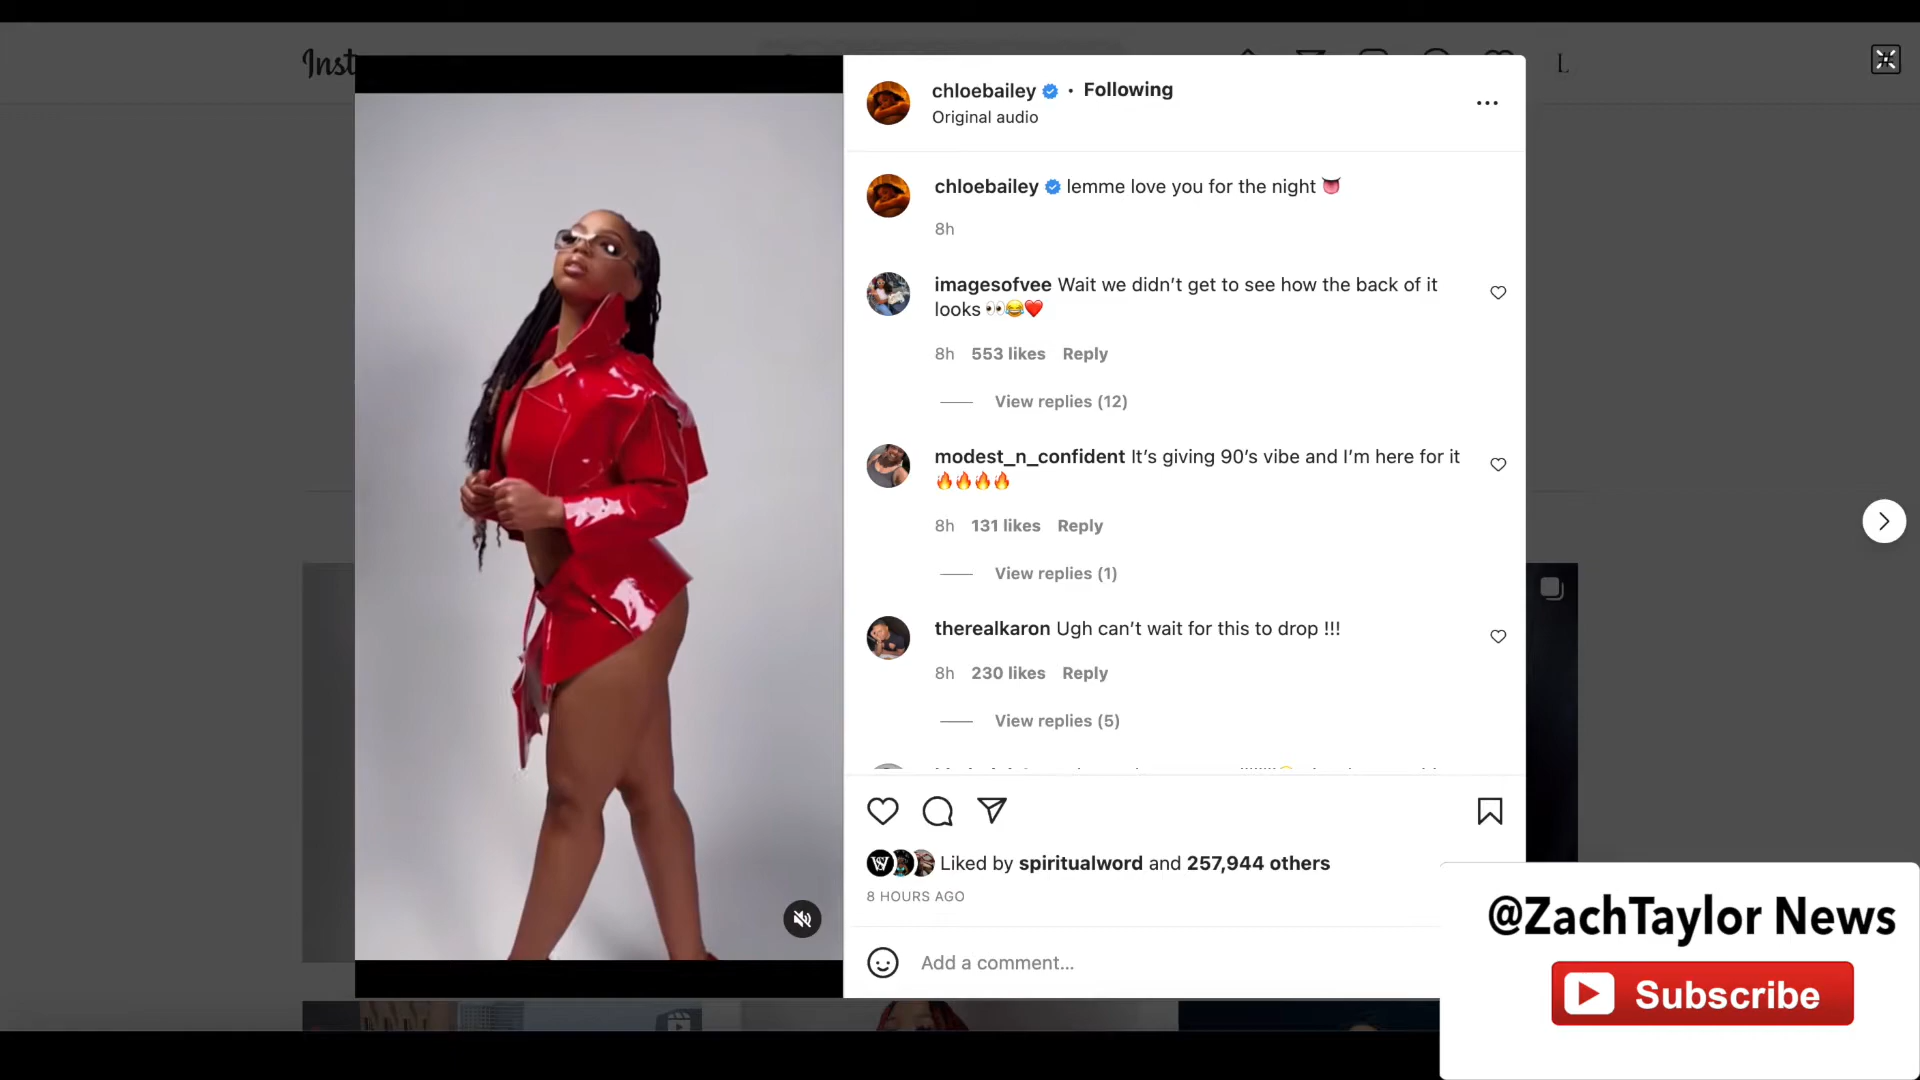 Inst
L
chloebailey • Following
Original audio
chloebailey lemme love you for the night 👅
8h
imagesofvee Wait we didn't get to see how the back of it
looks 👀😂❤️
8h 553 likes Reply
View replies (12)
modest_n_confident It's giving 90's vibe and I'm here for it
🔥🔥🔥🔥
8h 131 likes Reply
View replies (1)
therealkaron Ugh can't wait for this to drop !!!
8h 230 likes Reply
View replies (5)
Liked by spiritualword and 257,944 others
8 HOURS AGO
Add a comment...
@ZachTaylor News
Subscribe